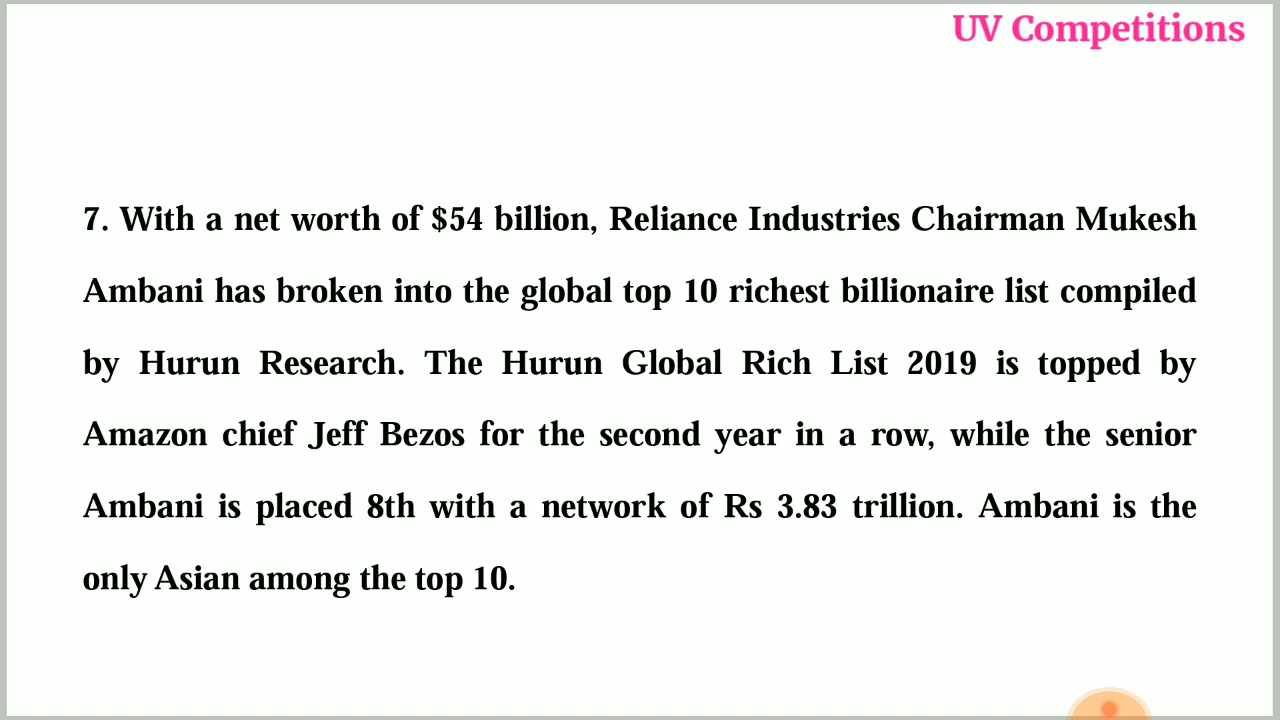 UV Competitions
7. With a net worth of $54 billion, Reliance Industries Chairman Mukesh
Ambani has broken into the global top 10 richest billionaire list compiled
by Hurun Research. The Hurun Global Rich List 2019 is topped by
Amazon chief Jeff Bezos for the second year in a row, while the senior
Ambani is placed 8th with a network of Rs 3.83 trillion. Ambani is the
only Asian among the top 10.